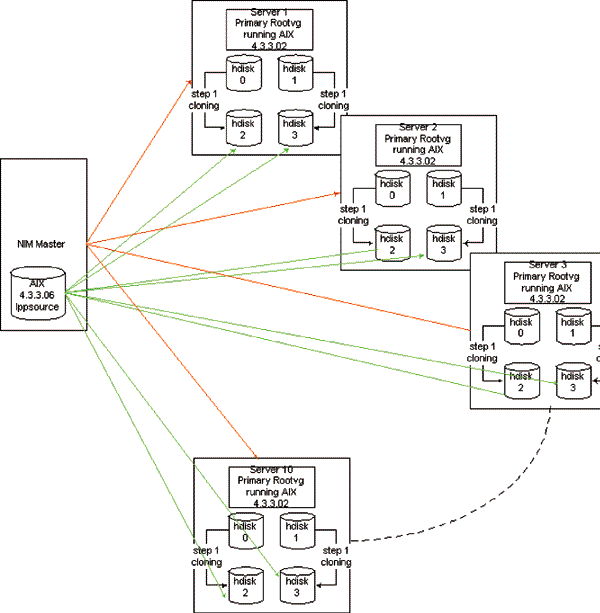 Server 1
Primary Rootvg
running AIX
4.3.3.02
hdisk
0
hdisk
1
step 1
cloning
step 1
cloning
hdisk
2
hdisk
3
Server 2
Primary Rootvg
running AIX
4.3.3.02
hdisk
0
hdisk
1
step 1
cloning
step 1
cloning
hdisk
2
hdisk
3
NIM Master
AIX
4.3.3.06
lppsource
Server 3
Primary Rootvg
running AIX
4.3.3.02
hdisk
0
hdisk
1
step 1
cloning
s
c
hdisk
2
hdisk
3
Server 10
Primary Rootvg
running AIX
4.3.3.02
hdisk
0
hdisk
1
step 1
cloning
step 1
cloning
hdisk
2
hdisk
3